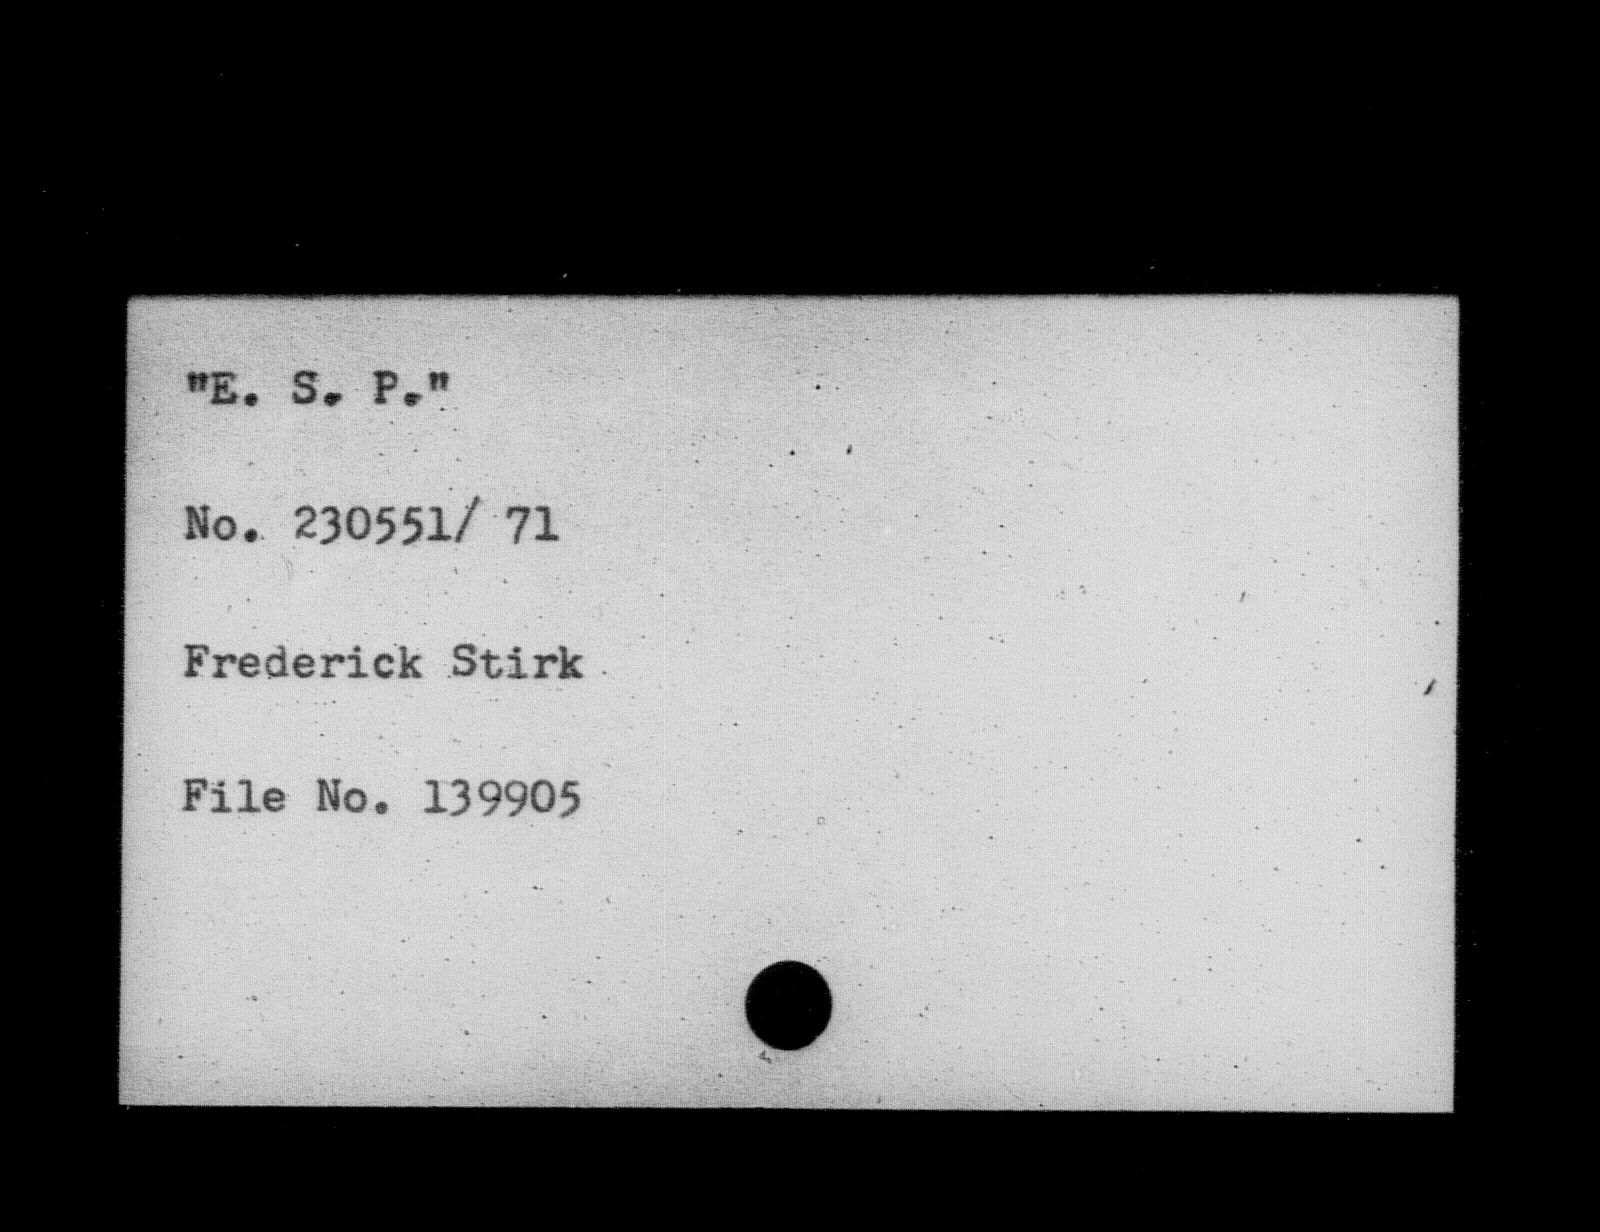 "E. S. P."
No. 230551/ 71
Frederick Stirk
File No. 139905